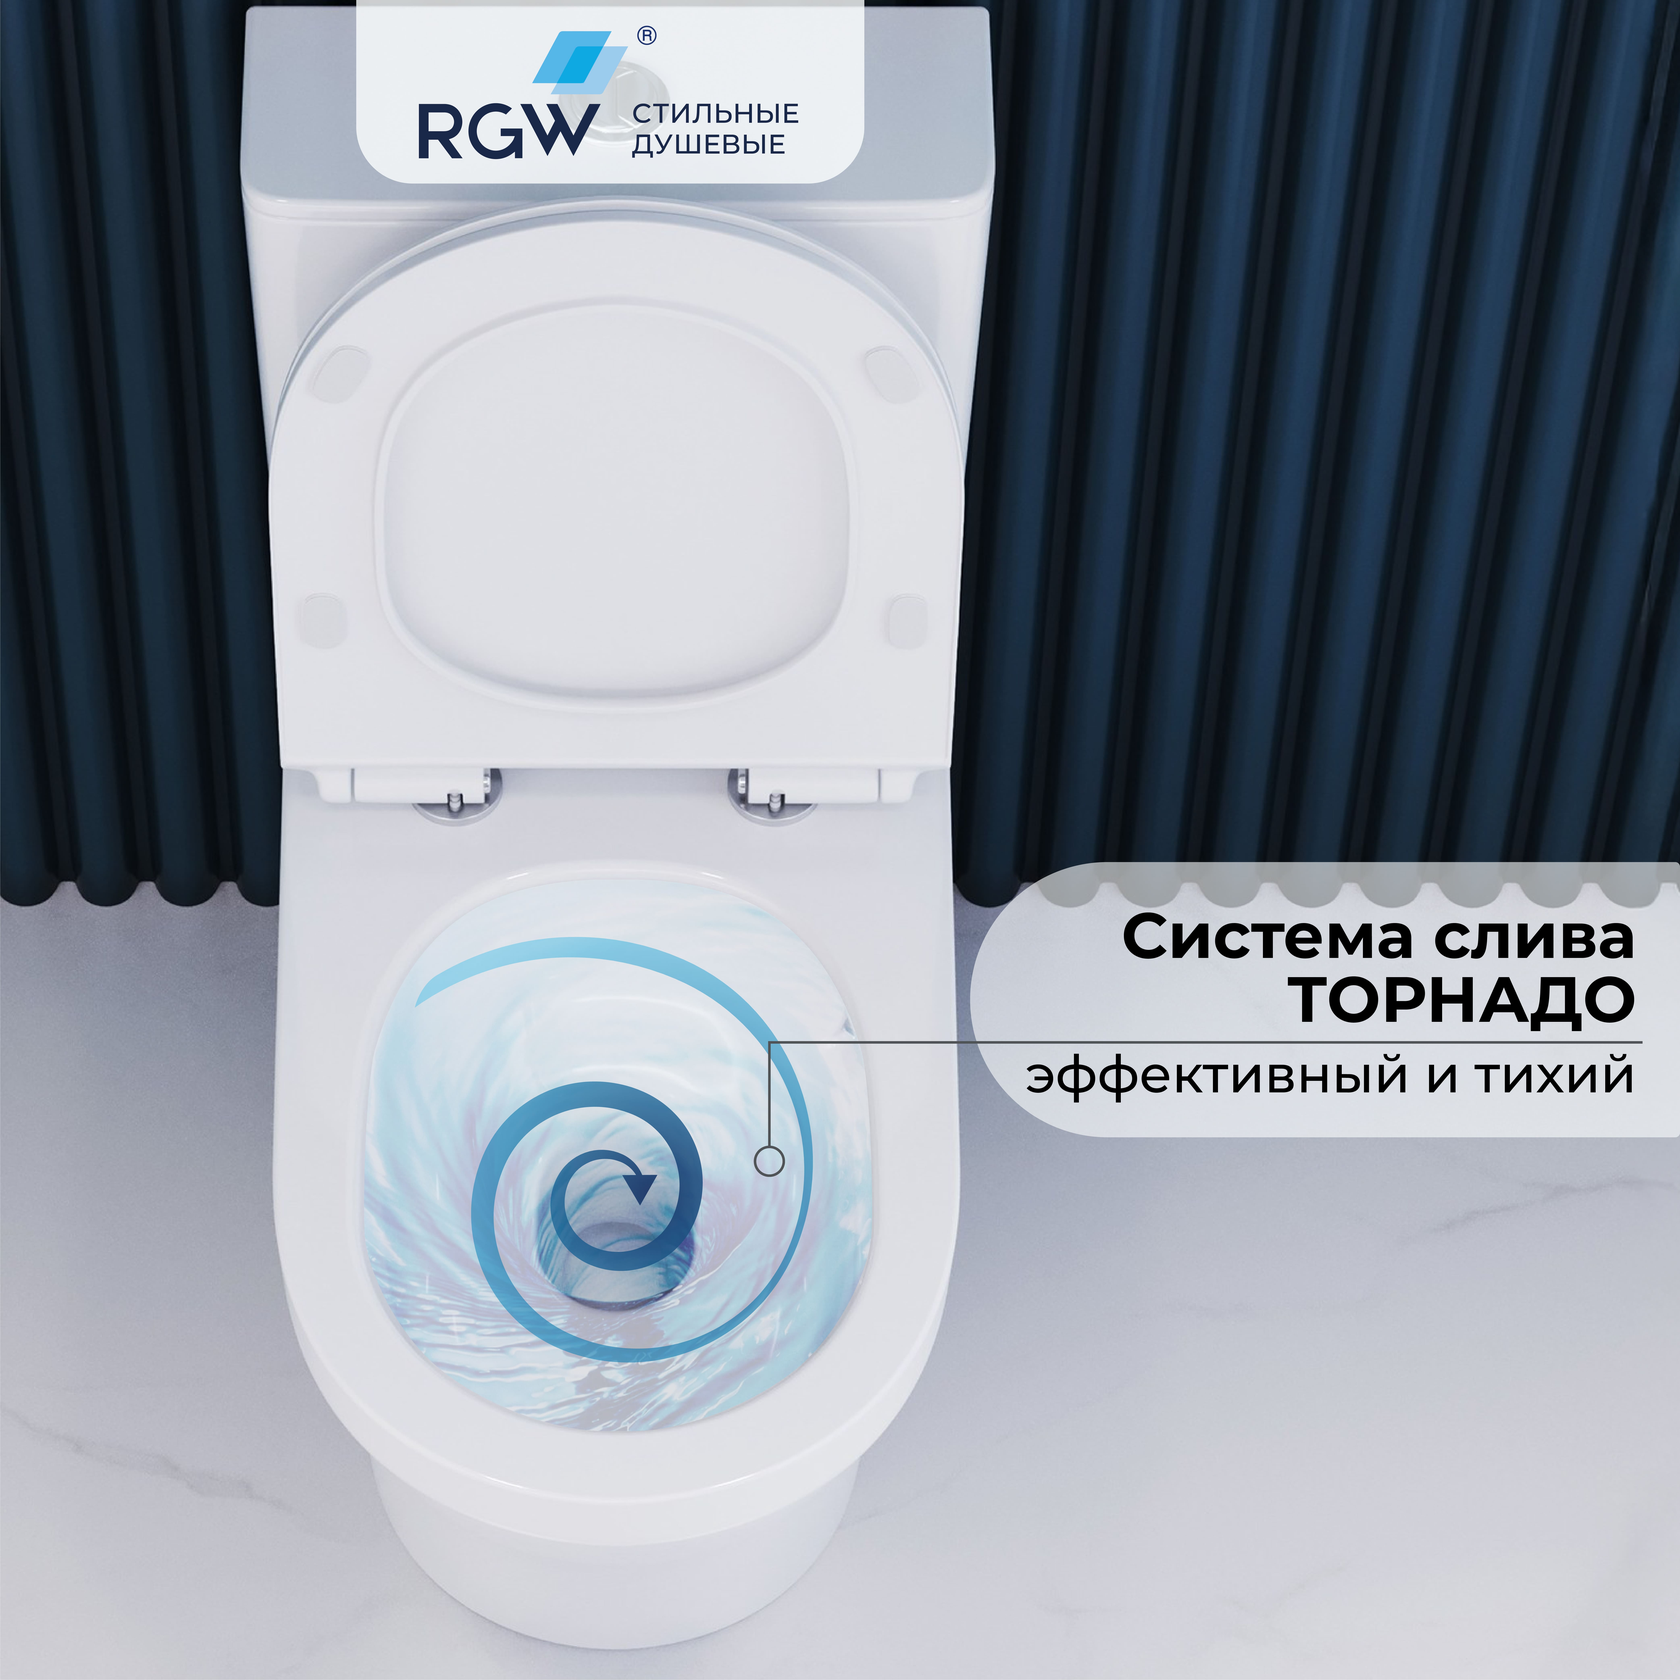 ®
RGW
СТИЛЬНЫЕ
ДУШЕВЫЕ
Система слива
ТОРНАДО
эффективный и тихий